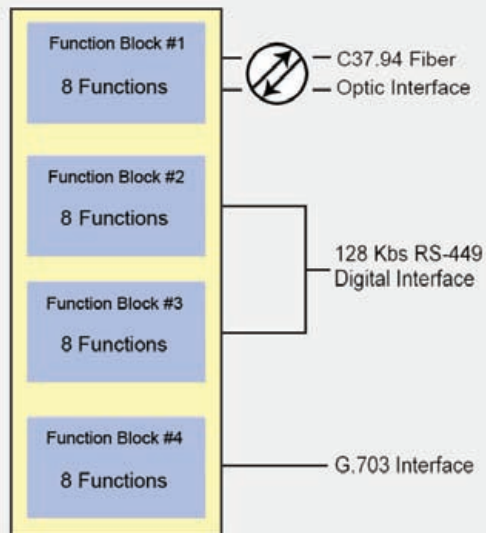 Function Block #1
8 Functions
C37.94 Fiber
Optic Interface
Function Block #2
8 Functions
128 Kbs RS-449
Digital Interface
Function Block #3
8 Functions
Function Block #4
8 Functions
G.703 Interface